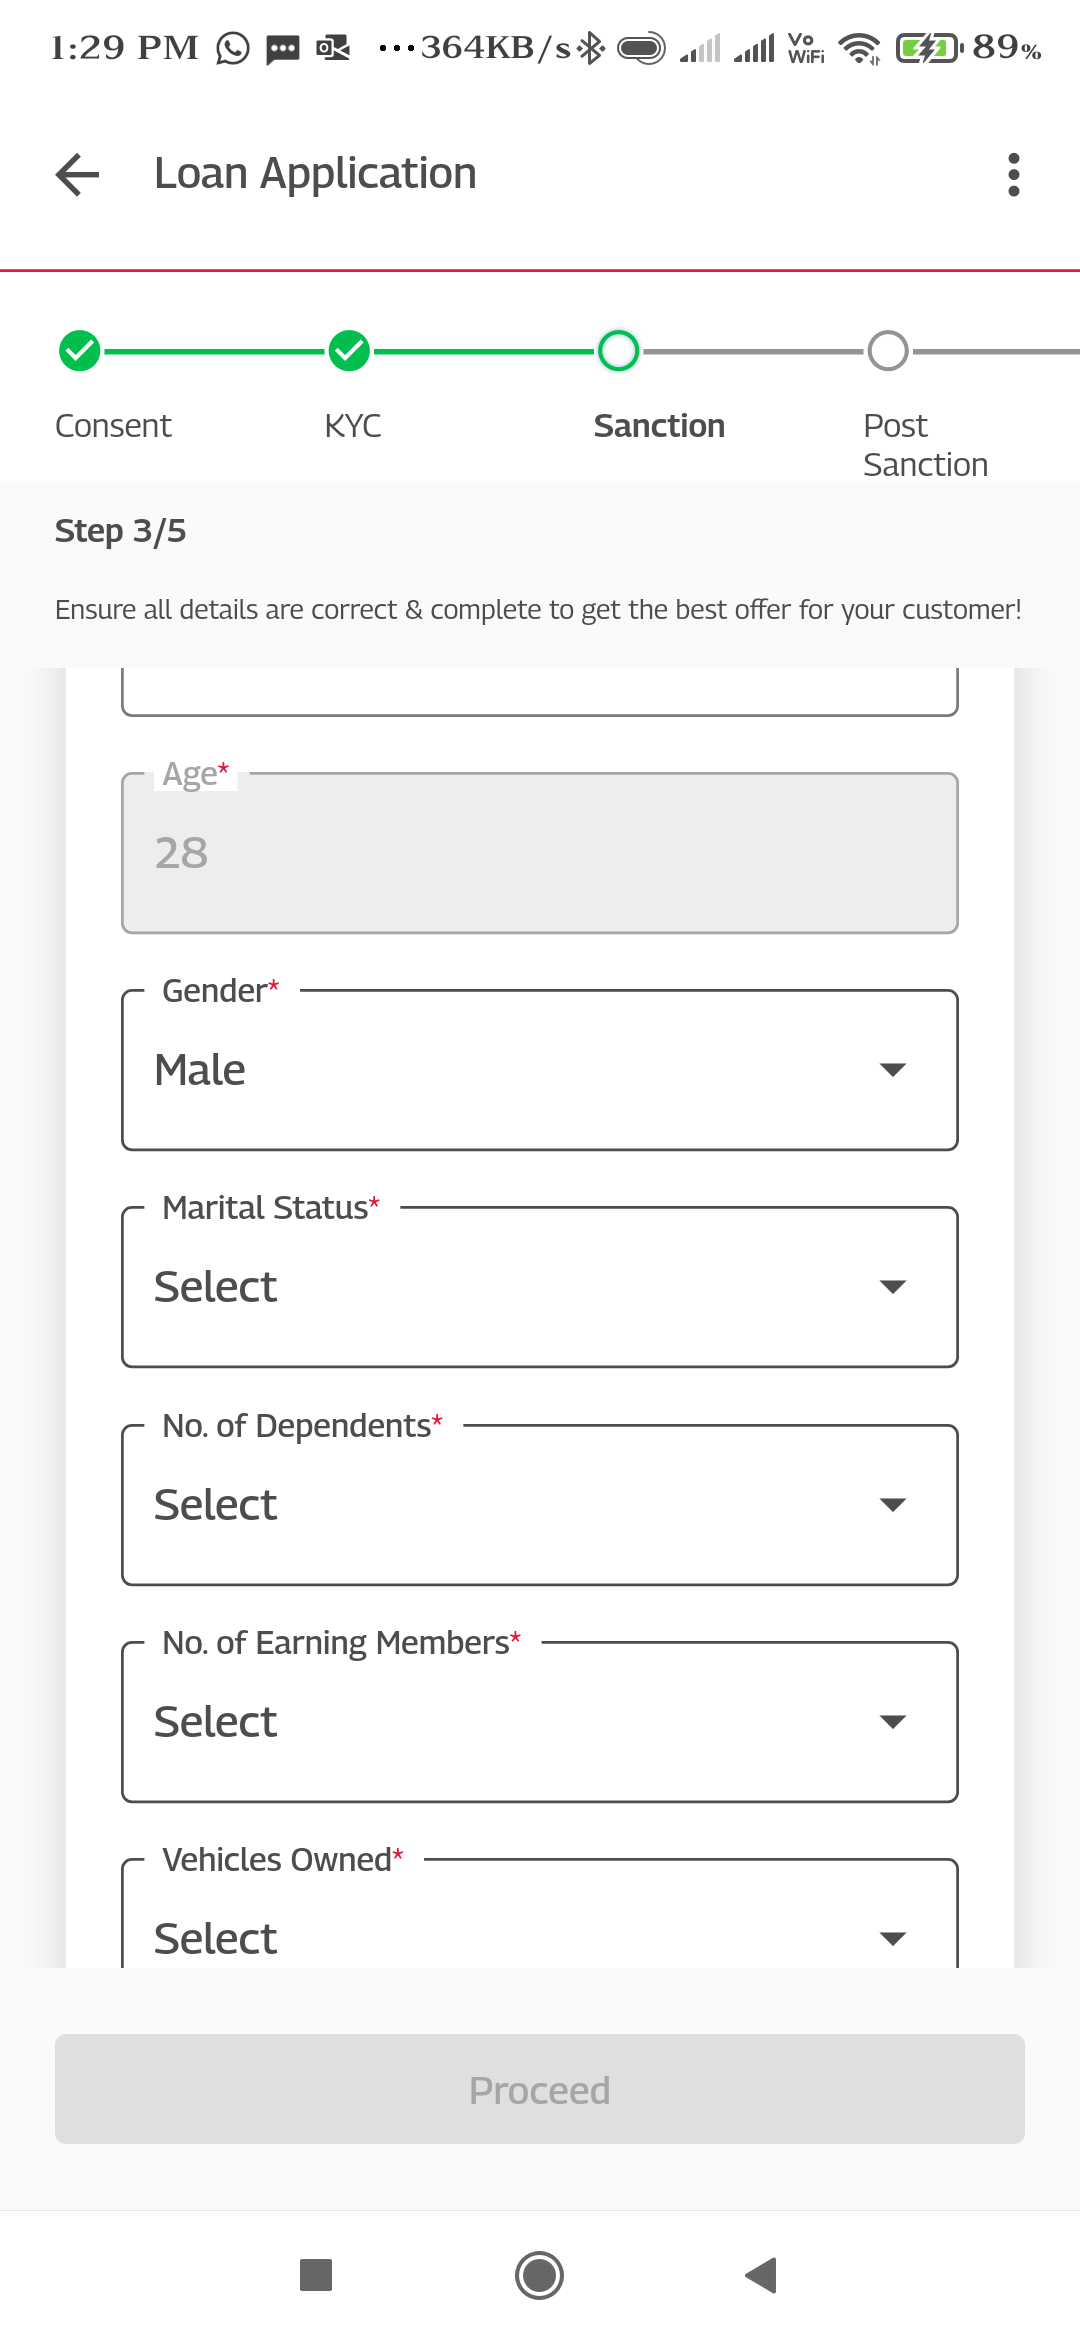 1:29 PM ...364KB/s Vo WiFi 89%
Loan Application
Consent KYC Sanction Post Sanction
Step 3/5
Ensure all details are correct & complete to get the best offer for your customer!
Age*
28
Gender*
Male
Marital Status*
Select
No. of Dependents*
Select
No. of Earning Members*
Select
Vehicles Owned*
Select
Proceed